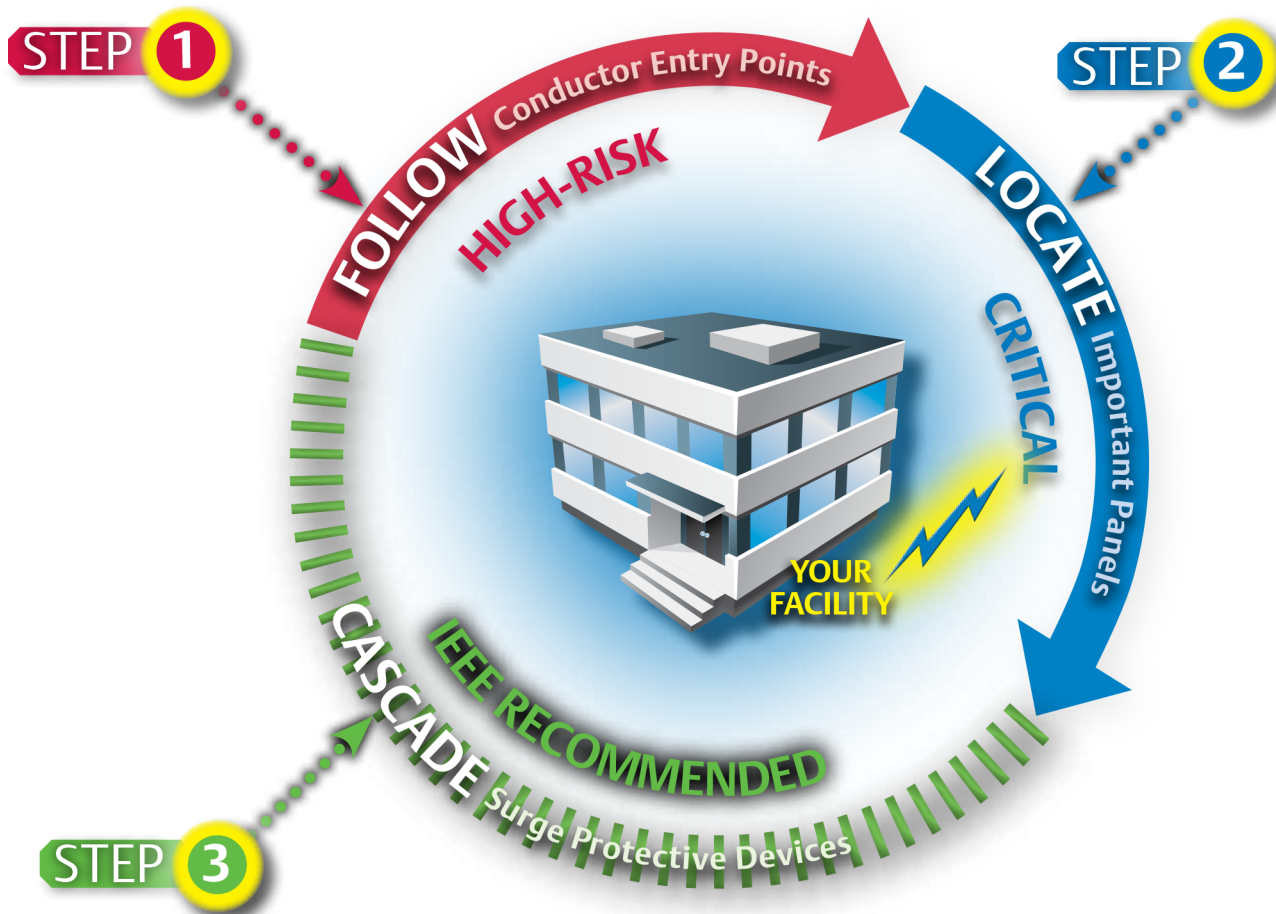 STEP 1
FOLLOW Conductor Entry Points
HIGH-RISK
STEP 2
LOCATE Important Panels
CRITICAL
YOUR
FACILITY
IEEE RECOMMENDED
CASCADE Surge Protective Devices
STEP 3